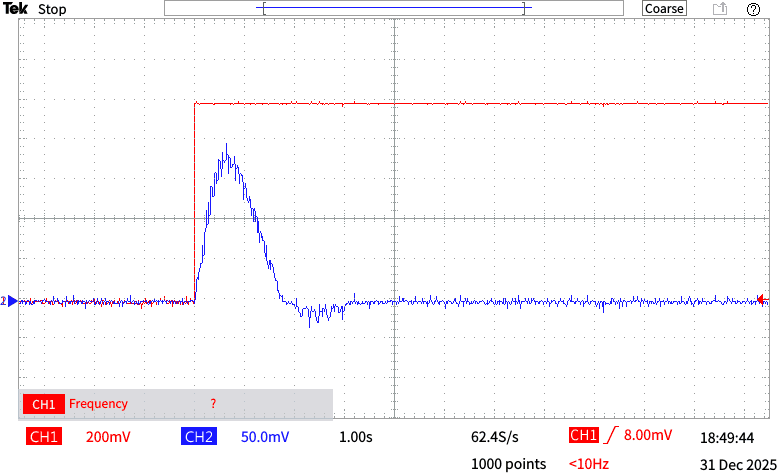 Tek Stop Coarse
2
CH1 Frequency ?
CH1 200mV CH2 50.0mV 1.00s 62.4S/s CH1 8.00mV 18:49:44
1000 points <10Hz 31 Dec 2025